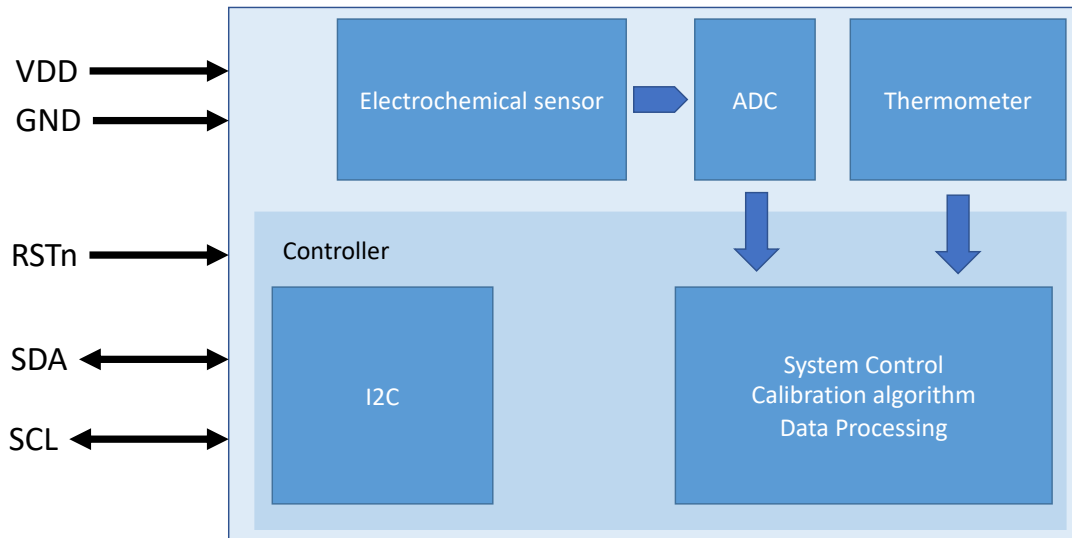 VDD
GND
RSTn
SDA
SCL
Electrochemical sensor
ADC
Thermometer
Controller
I2C
System Control
Calibration algorithm
Data Processing